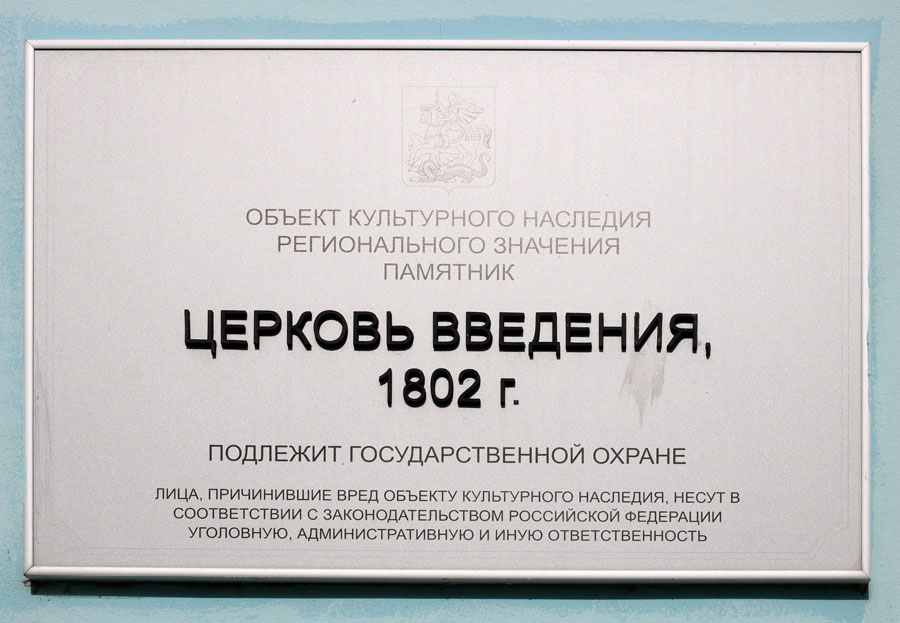 ОБЪЕКТ КУЛЬТУРНОГО НАСЛЕДИЯ
РЕГИОНАЛЬНОГО ЗНАЧЕНИЯ
ПАМЯТНИК
ЦЕРКОВЬ ВВЕДЕНИЯ,
1802 г.
ПОДЛЕЖИТ ГОСУДАРСТВЕННОЙ ОХРАНЕ
ЛИЦА, ПРИЧИНИВШИЕ ВРЕД ОБЪЕКТУ КУЛЬТУРНОГО НАСЛЕДИЯ, НЕСУТ В
СООТВЕТСТВИИ С ЗАКОНОДАТЕЛЬСТВОМ РОССИЙСКОЙ ФЕДЕРАЦИИ
УГОЛОВНУЮ, АДМИНИСТРАТИВНУЮ И ИНУЮ ОТВЕТСТВЕННОСТЬ